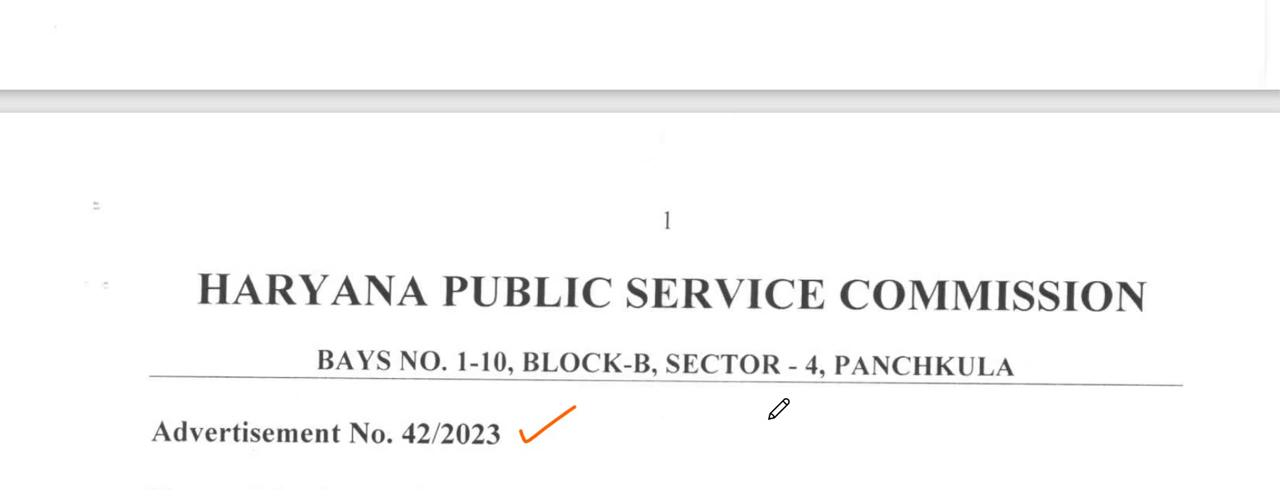 1
HARYANA PUBLIC SERVICE COMMISSION
BAYS NO. 1-10, BLOCK-B, SECTOR - 4, PANCHKULA
Advertisement No. 42/2023